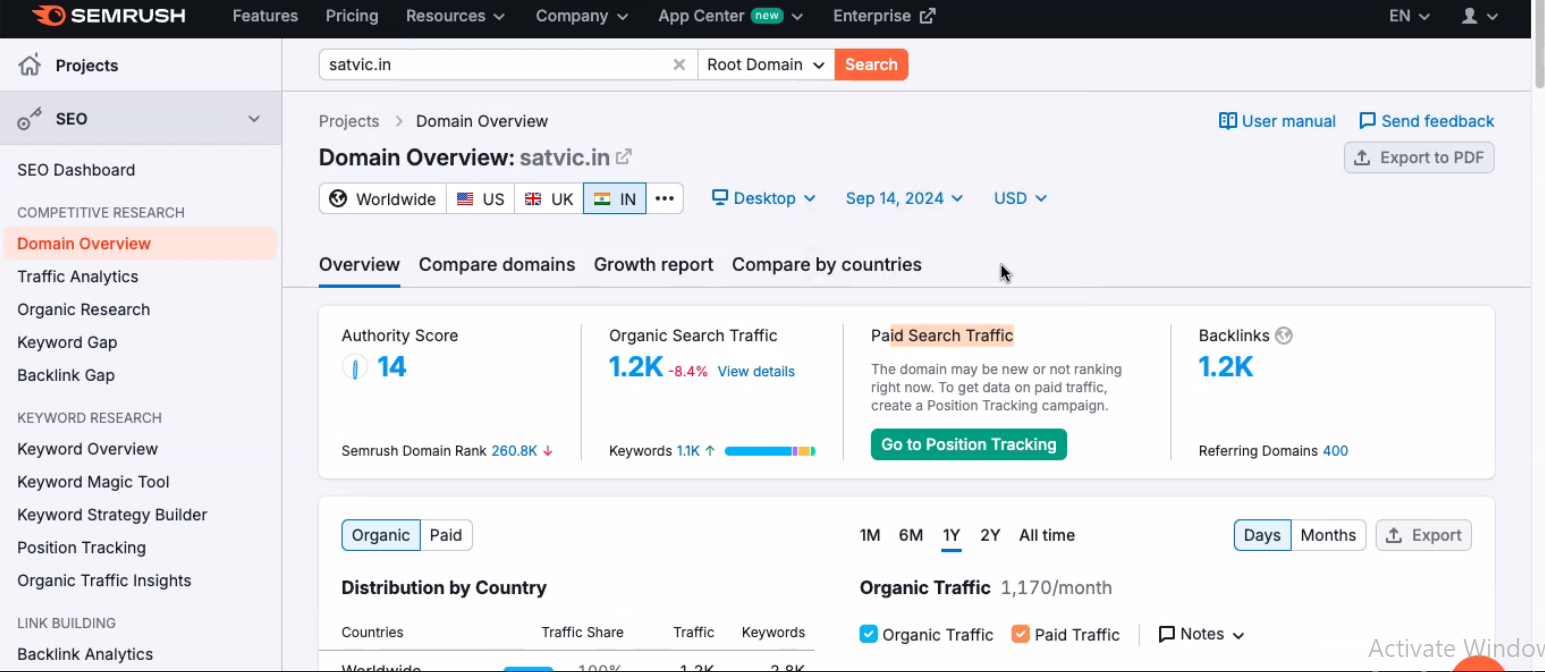 SEMRUSH Features Pricing Resources Company App Center new Enterprise EN
Projects
satvic.in Root Domain Search
SEO
Projects > Domain Overview User manual Send feedback
Domain Overview: satvic.in Export to PDF
SEO Dashboard
Worldwide US UK IN ••• Desktop Sep 14, 2024 USD
COMPETITIVE RESEARCH
Domain Overview
Traffic Analytics
Organic Research
Keyword Gap
Backlink Gap
KEYWORD RESEARCH
Keyword Overview
Keyword Magic Tool
Keyword Strategy Builder
Position Tracking
Organic Traffic Insights
LINK BUILDING
Backlink Analytics
Overview Compare domains Growth report Compare by countries
Authority Score
14
Semrush Domain Rank 260.8K ↓
Organic Search Traffic
1.2K -8.4% View details
Keywords 1.1K ↑
Paid Search Traffic
The domain may be new or not ranking
right now. To get data on paid traffic,
create a Position Tracking campaign.
Go to Position Tracking
Backlinks
1.2K
Referring Domains 400
Organic Paid
Distribution by Country
Countries Traffic Share Traffic Keywords
Worldwide 100% 1.2K 2.8K
1M 6M 1Y 2Y All time Days Months Export
Organic Traffic 1,170/month
Organic Traffic Paid Traffic Notes
Activate Window